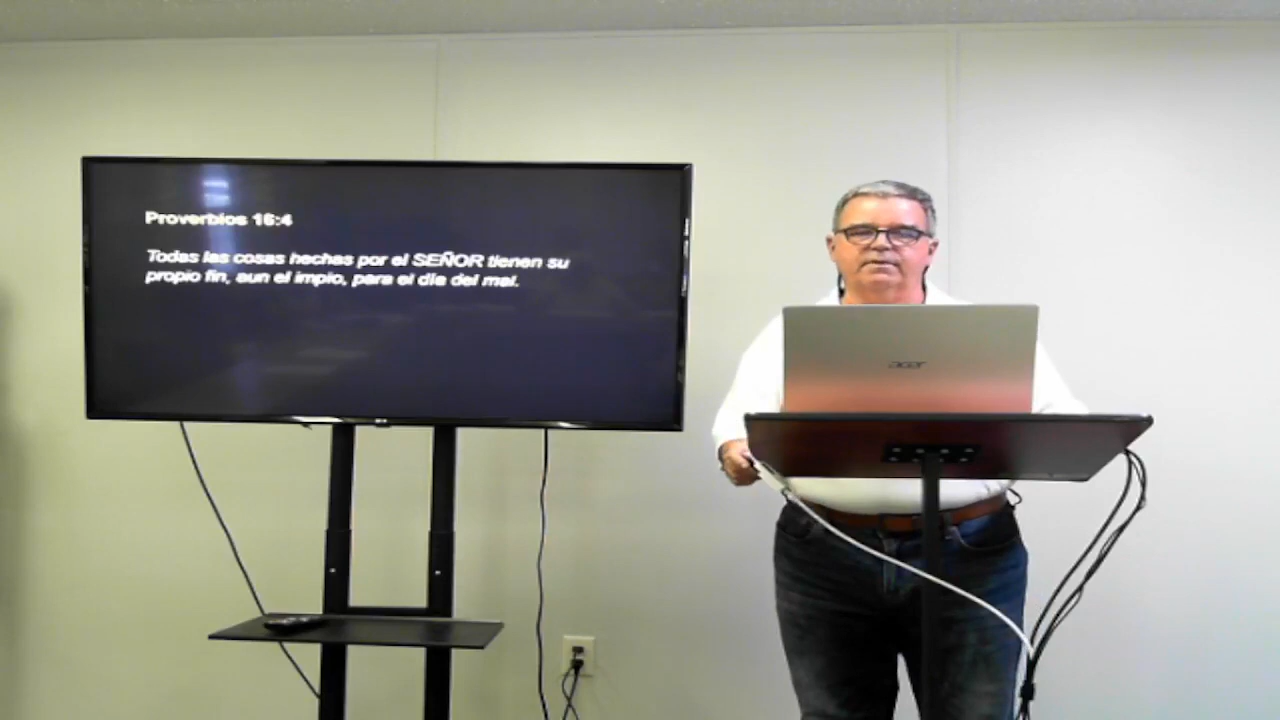 Proverbios 16:4
Todas las cosas hechas por el SEÑOR tienen su
propio fin, aun el impío, para el día del mal.
acer